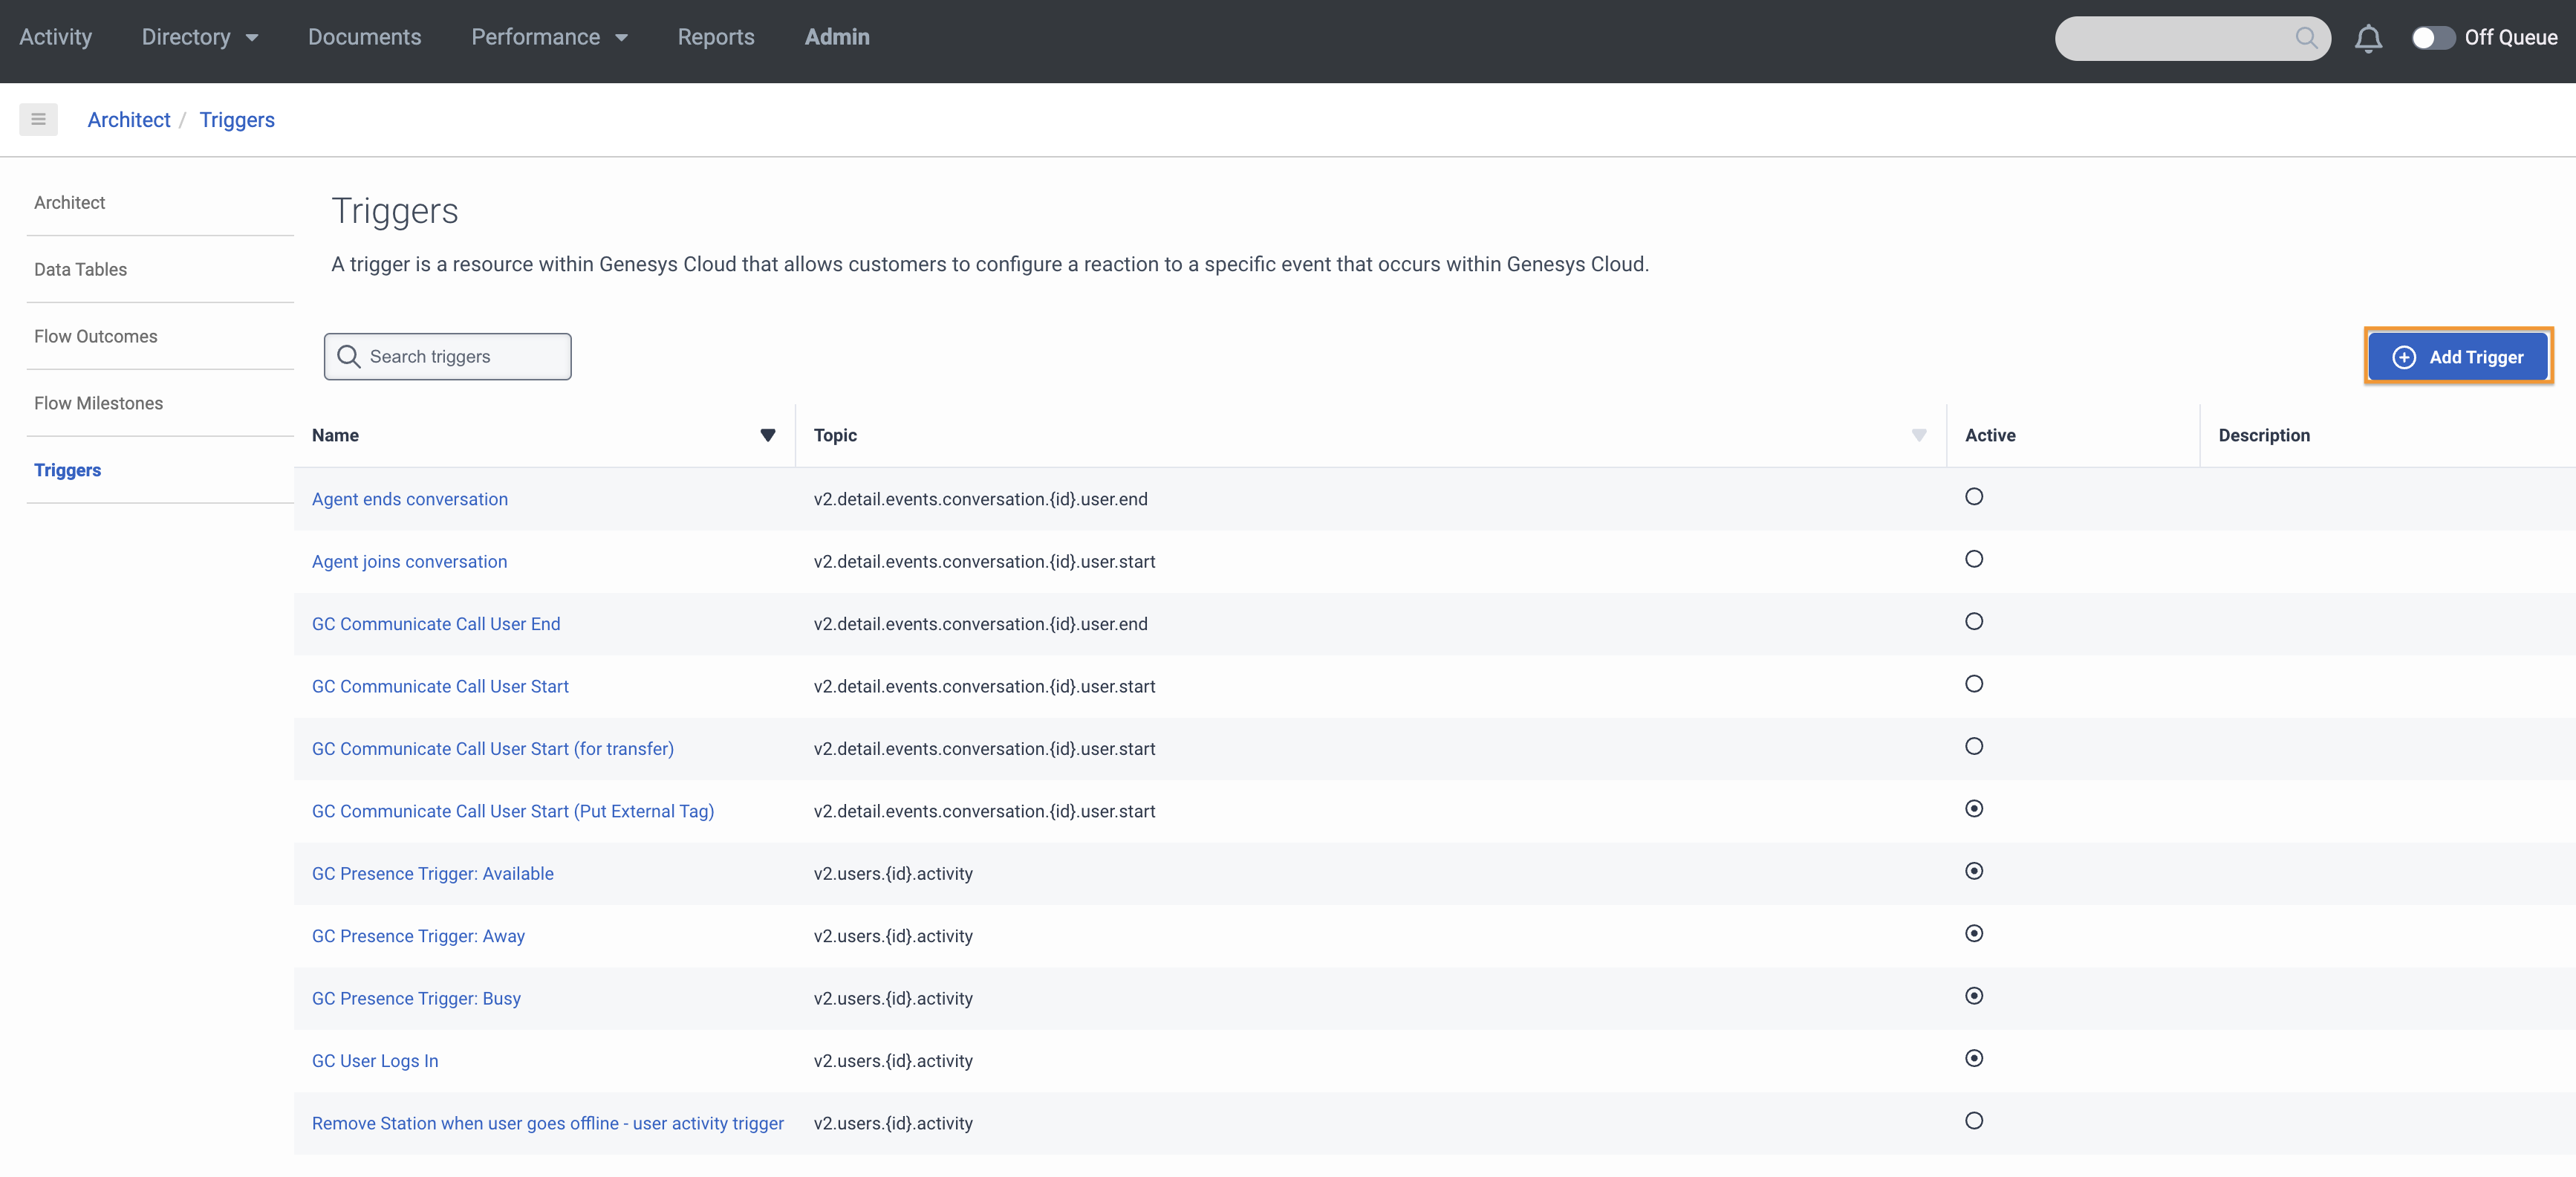 Activity Directory Documents Performance Reports Admin Off Queue
Architect / Triggers
Architect
Data Tables
Flow Outcomes
Flow Milestones
Triggers
Triggers
A trigger is a resource within Genesys Cloud that allows customers to configure a reaction to a specific event that occurs within Genesys Cloud.
Search triggers
Add Trigger
Name Topic Active Description
Agent ends conversation v2.detail.events.conversation.{id}.user.end
Agent joins conversation v2.detail.events.conversation.{id}.user.start
GC Communicate Call User End v2.detail.events.conversation.{id}.user.end
GC Communicate Call User Start v2.detail.events.conversation.{id}.user.start
GC Communicate Call User Start (for transfer) v2.detail.events.conversation.{id}.user.start
GC Communicate Call User Start (Put External Tag) v2.detail.events.conversation.{id}.user.start
GC Presence Trigger: Available v2.users.{id}.activity
GC Presence Trigger: Away v2.users.{id}.activity
GC Presence Trigger: Busy v2.users.{id}.activity
GC User Logs In v2.users.{id}.activity
Remove Station when user goes offline - user activity trigger v2.users.{id}.activity